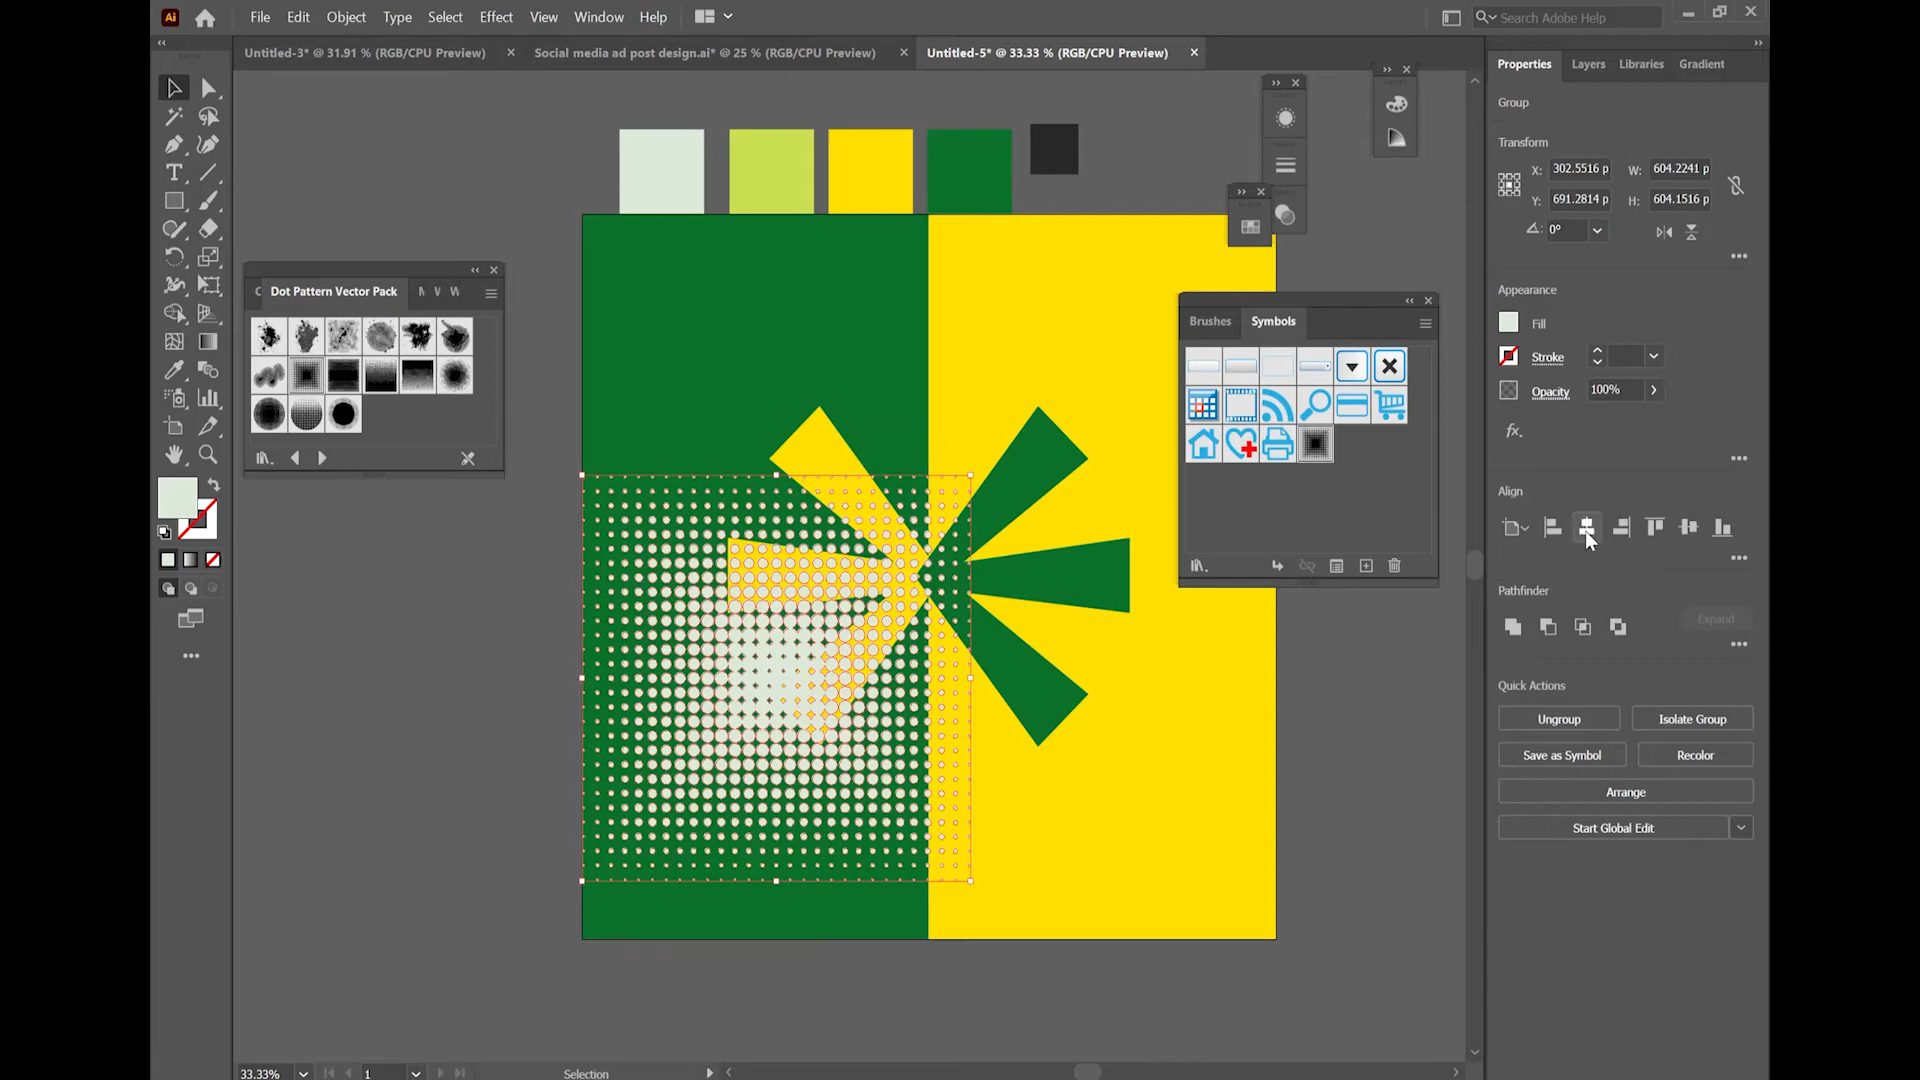 Ai File Edit Object Type Select Effect View Window Help
Search Adobe Help
Untitled-3* @ 31.91 % (RGB/CPU Preview) Social media ad post design.ai* @ 25 % (RGB/CPU Preview) Untitled-5* @ 33.33 % (RGB/CPU Preview)
Properties Layers Libraries Gradient
Group
Transform
X: 302.5516 p W: 604.2241 p
Y: 691.2814 p H: 604.1516 p
0°
Appearance
Fill
Stroke
Opacity 100%
fx.
Align
Pathfinder
Expand
Quick Actions
Ungroup Isolate Group
Save as Symbol Recolor
Arrange
Start Global Edit
Dot Pattern Vector Pack
Brushes Symbols
33.33% 1 Selection